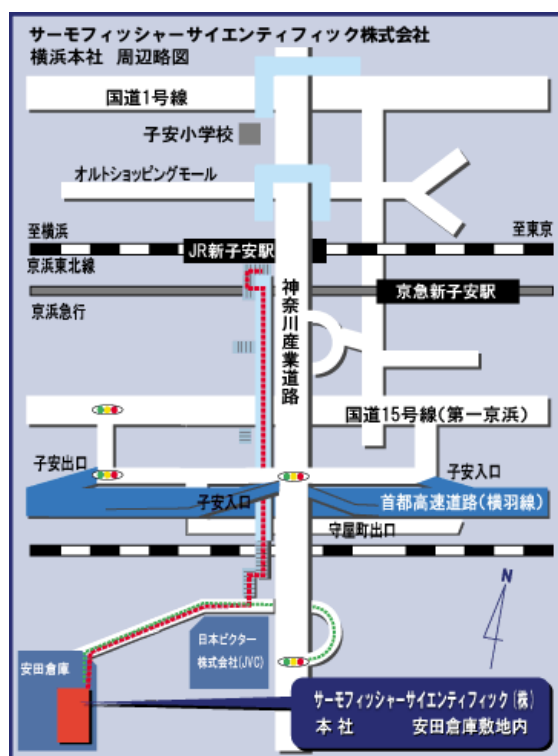 サーモフィッシャーサイエンティフィック株式会社
横浜本社 周辺略図
国道1号線
子安小学校
オルトショッピングモール
至横浜
至東京
JR新子安駅
京浜東北線
神奈川産業道路
京急新子安駅
京浜急行
国道15号線(第一京浜)
子安出口
子安入口
子安入口
首都高速道路(横羽線)
守屋町出口
N
日本ビクター
株式会社(JVC)
安田倉庫
サーモフィッシャーサイエンティフィック(株)
本社 安田倉庫敷地内